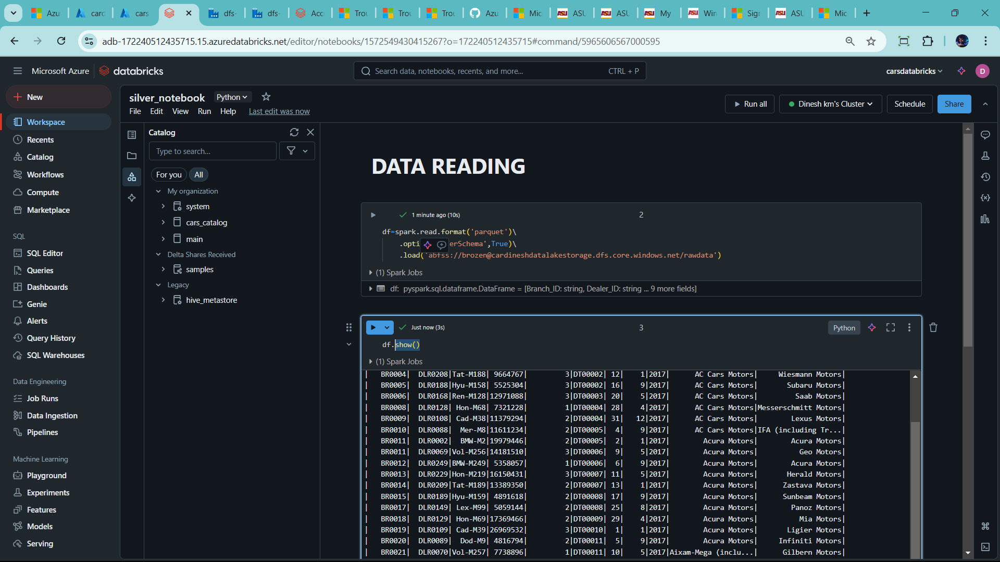 Azu
card
cars
dfs-
dfs-
Acc
Trou
Trou
Trou
Azu
Mic
ASU
ASU
My
Win
Sign
ASU
Mic
adb-172240512435715.15.azuredatabricks.net/editor/notebooks/1572549430415267?o=172240512435715#command/5965606567000595
Microsoft Azure
databricks
Search data, notebooks, recents, and more...
CTRL + P
carsdatabricks
D
New
Workspace
Recents
Catalog
Workflows
Compute
Marketplace
SQL
SQL Editor
Queries
Dashboards
Genie
Alerts
Query History
SQL Warehouses
Data Engineering
Job Runs
Data Ingestion
Pipelines
Machine Learning
Playground
Experiments
Features
Models
Serving
silver_notebook
Python
File Edit View Run Help Last edit was now
Run all
Dinesh km's Cluster
Schedule
Share
Catalog
Type to search...
For you
All
My organization
system
cars_catalog
main
Delta Shares Received
samples
Legacy
hive_metastore
DATA READING
1 minute ago (10s)
2
df=spark.read.format('parquet')\
.opti erSchema',True)\
.load('abfss://brozen@cardineshdatalakestorage.dfs.core.windows.net/rawdata')
(1) Spark Jobs
df: pyspark.sql.dataframe.DataFrame = [Branch_ID: string, Dealer_ID: string ... 9 more fields]
Just now (3s)
3
Python
df.show()
(1) Spark Jobs
| BR0004| DLR0208|Tat-M188| 9664767| 3|DT00002| 12| 1|2017| AC Cars Motors| Wiesmann Motors|
| BR0005| DLR0188|Hyu-M158| 5525304| 3|DT00002| 16| 9|2017| AC Cars Motors| Subaru Motors|
| BR0006| DLR0168|Ren-M128|12971088| 3|DT00003| 20| 5|2017| AC Cars Motors| Saab Motors|
| BR0008| DLR0128| Hon-M68| 7321228| 1|DT00004| 28| 4|2017| AC Cars Motors|Messerschmitt Motors|
| BR0009| DLR0108| Cad-M38|11379294| 2|DT00004| 31| 12|2017| AC Cars Motors| Lexus Motors|
| BR0010| DLR0088| Mer-M8|11611234| 2|DT00005| 4| 9|2017| AC Cars Motors|IFA (including Tr...|
| BR0011| DLR0002| BMW-M2|19979446| 2|DT00005| 2| 1|2017| Acura Motors| Acura Motors|
| BR0011| DLR0069|Vol-M256|14181510| 3|DT00006| 9| 5|2017| Acura Motors| Geo Motors|
| BR0012| DLR0249|BMW-M249| 5358057| 1|DT00006| 6| 9|2017| Acura Motors| Acura Motors|
| BR0013| DLR0229|Hon-M219|16150431| 3|DT00007| 11| 5|2017| Acura Motors| Herald Motors|
| BR0014| DLR0209|Tat-M189|13389350| 2|DT00007| 13| 1|2017| Acura Motors| Zastava Motors|
| BR0015| DLR0189|Hyu-M159| 4891618| 2|DT00008| 17| 9|2017| Acura Motors| Sunbeam Motors|
| BR0017| DLR0149| Lex-M99| 5059144| 2|DT00008| 25| 8|2017| Acura Motors| Panoz Motors|
| BR0018| DLR0129| Hon-M69|17369466| 2|DT00009| 29| 4|2017| Acura Motors| Mia Motors|
| BR0019| DLR0109| Cad-M39|26969532| 3|DT00010| 1| 1|2017| Acura Motors| Ligier Motors|
| BR0020| DLR0089| Dod-M9| 4816794| 2|DT00011| 5| 9|2017| Acura Motors| Infiniti Motors|
| BR0021| DLR0070|Vol-M257| 7738896| 1|DT00011| 10| 5|2017|Aixam-Mega (inclu...| Gilbern Motors|